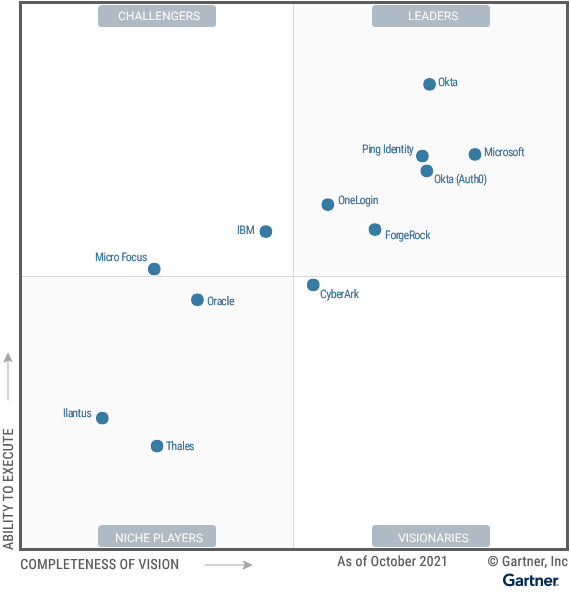 CHALLENGERS
LEADERS
Okta
Ping Identity
Microsoft
Okta (Auth0)
OneLogin
IBM
ForgeRock
Micro Focus
CyberArk
Oracle
Ilantus
Thales
ABILITY TO EXECUTE
NICHE PLAYERS
VISIONARIES
COMPLETENESS OF VISION
As of October 2021
© Gartner, Inc
Gartner